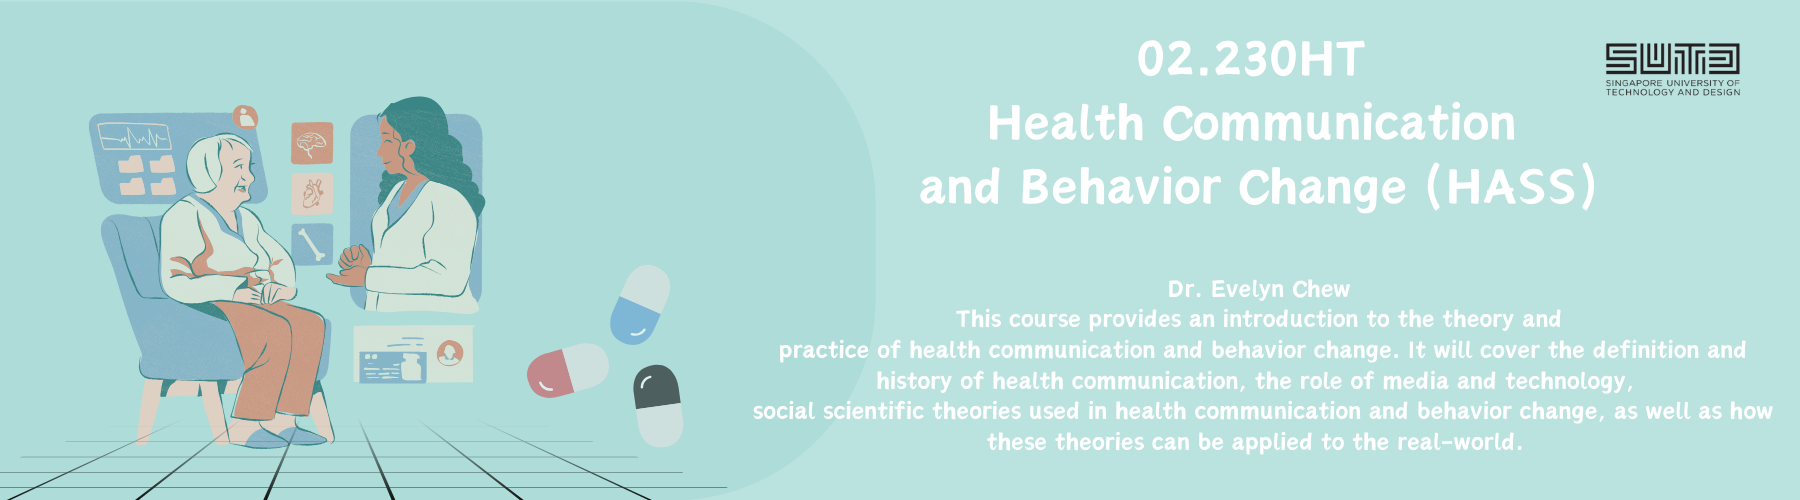 02.230HT
Health Communication
and Behavior Change (HASS)
SUTD
SINGAPORE UNIVERSITY OF
TECHNOLOGY AND DESIGN
Dr. Evelyn Chew
This course provides an introduction to the theory and
practice of health communication and behavior change. It will cover the definition and
history of health communication, the role of media and technology,
social scientific theories used in health communication and behavior change, as well as how
these theories can be applied to the real-world.